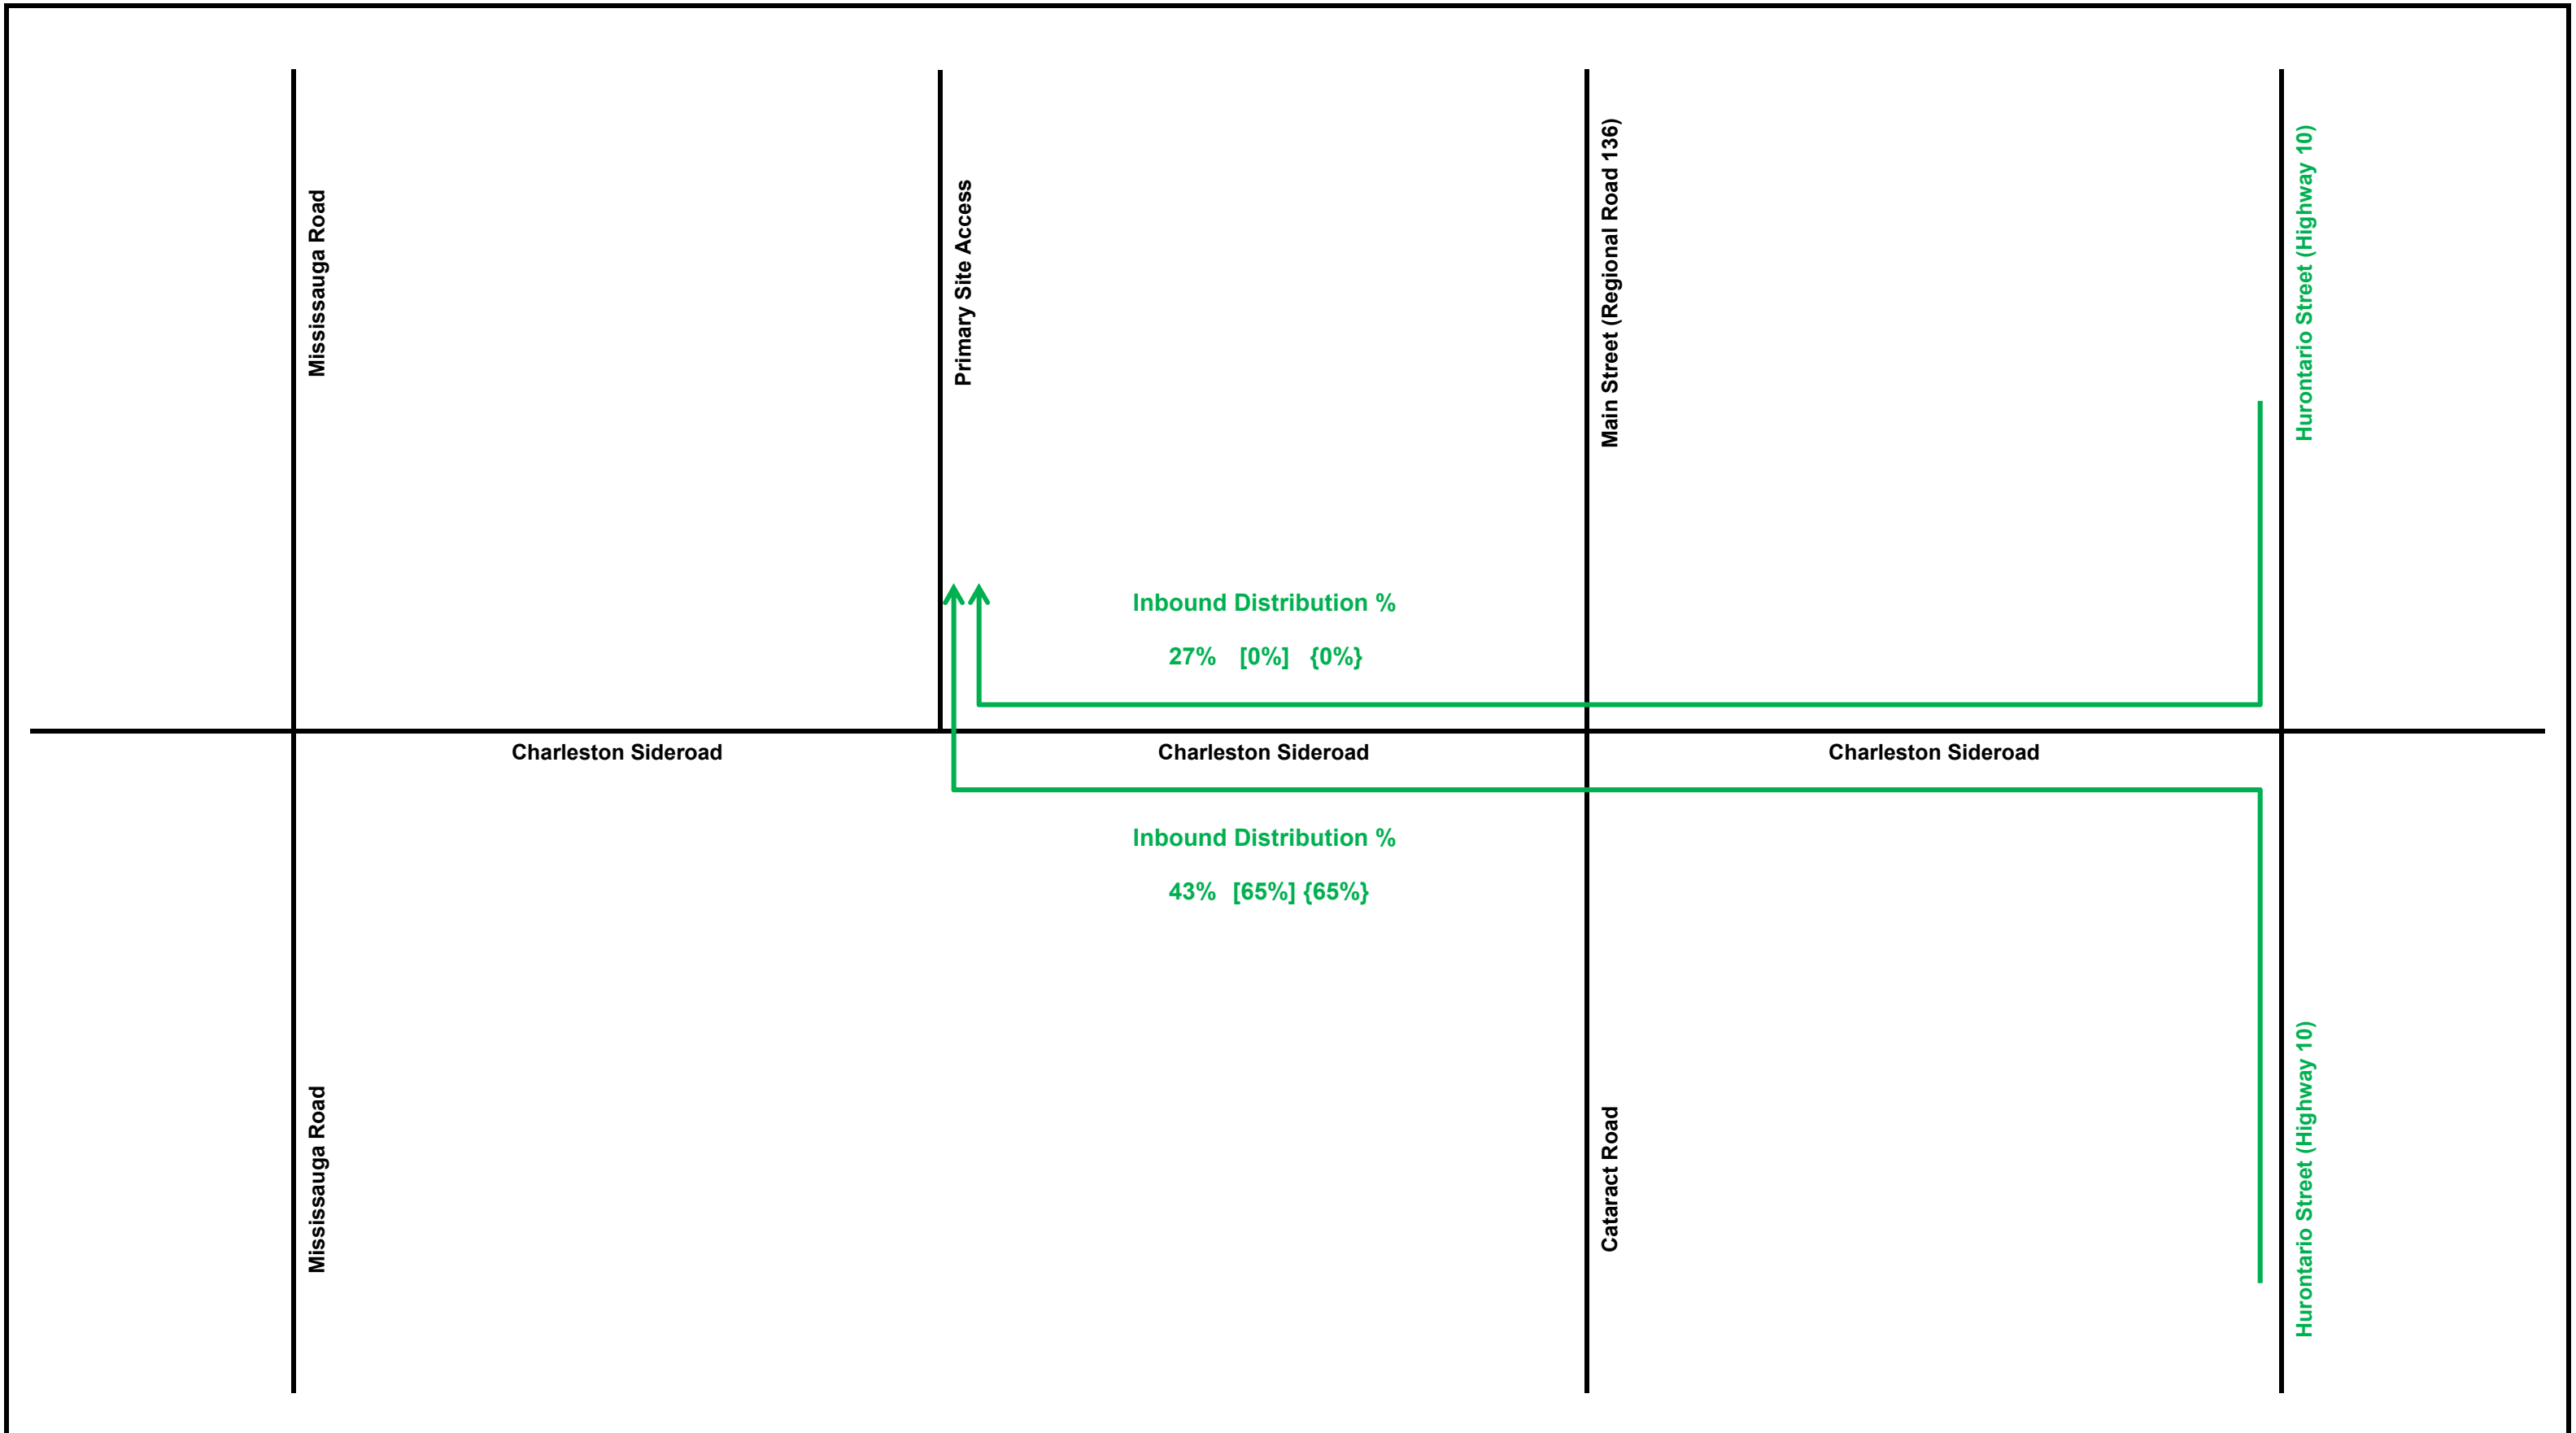 Mississauga Road
Primary Site Access
Main Street (Regional Road 136)
Hurontario Street (Highway 10)
Inbound Distribution %
27% [0%] {0%}
Charleston Sideroad
Charleston Sideroad
Charleston Sideroad
Inbound Distribution %
43% [65%] {65%}
Mississauga Road
Cataract Road
Hurontario Street (Highway 10)